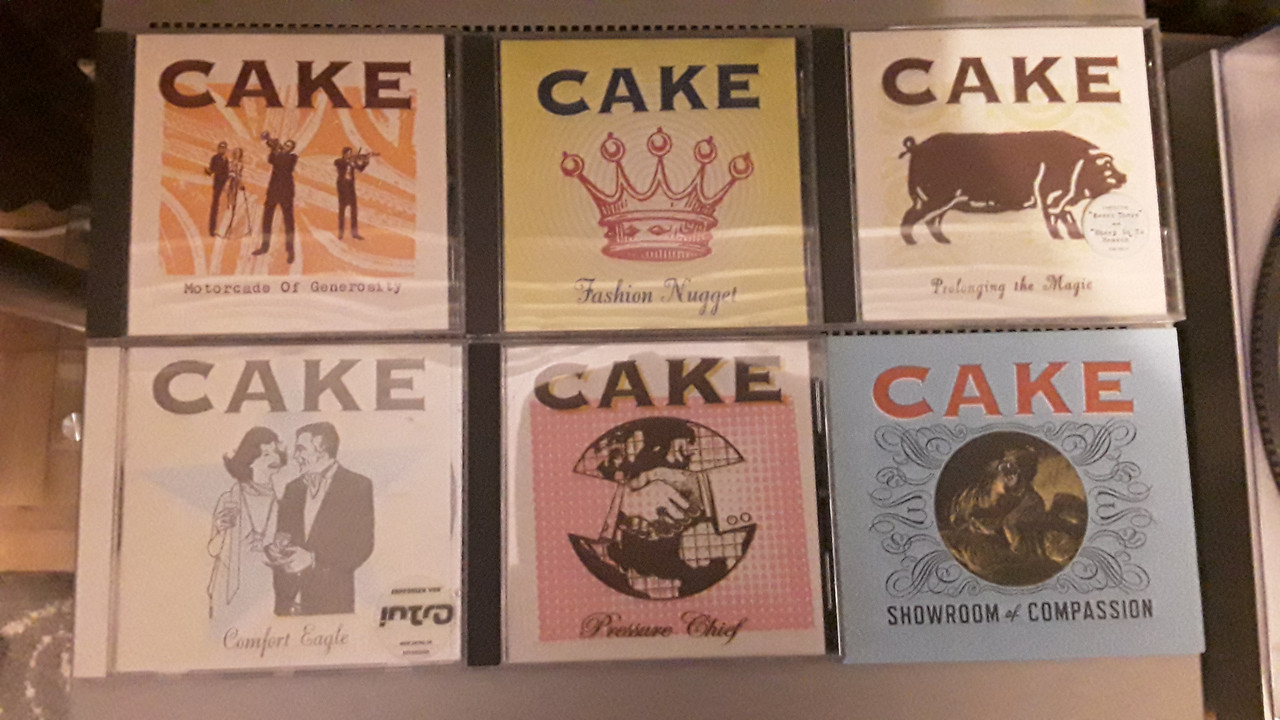 CAKE
Motorcade Of Generosity
CAKE
Fashion Nugget
CAKE
and
Prolonging the Magic
CAKE
Comfort Eagle
CAKE
Pressure Chief
CAKE
SHOWROOM of COMPASSION